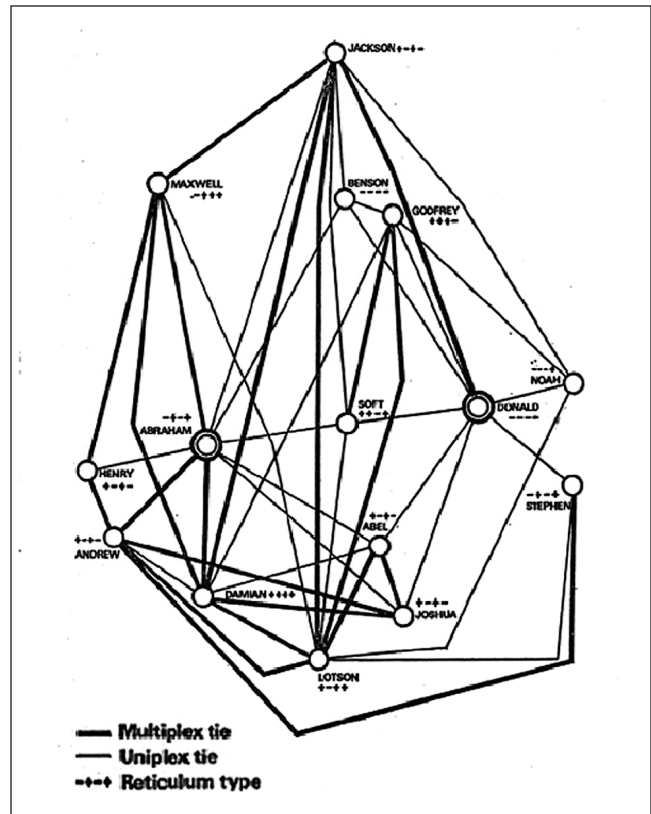 JACKSON +-+-
MAXWELL
--+++
BENSON
----
GODFREY
+++-
---+
NOAH
SOFT
++-+
DONALD
----
-+-+
ABRAHAM
HENRY
+-+-
-+--+
STEPHEN
+-+-
ABEL
+-+-
ANDREW
DAMIAN ++++
+-+-
JOSHUA
LOTSON
+-++
Multiplex tie
Uniplex tie
-+-+ Reticulum type